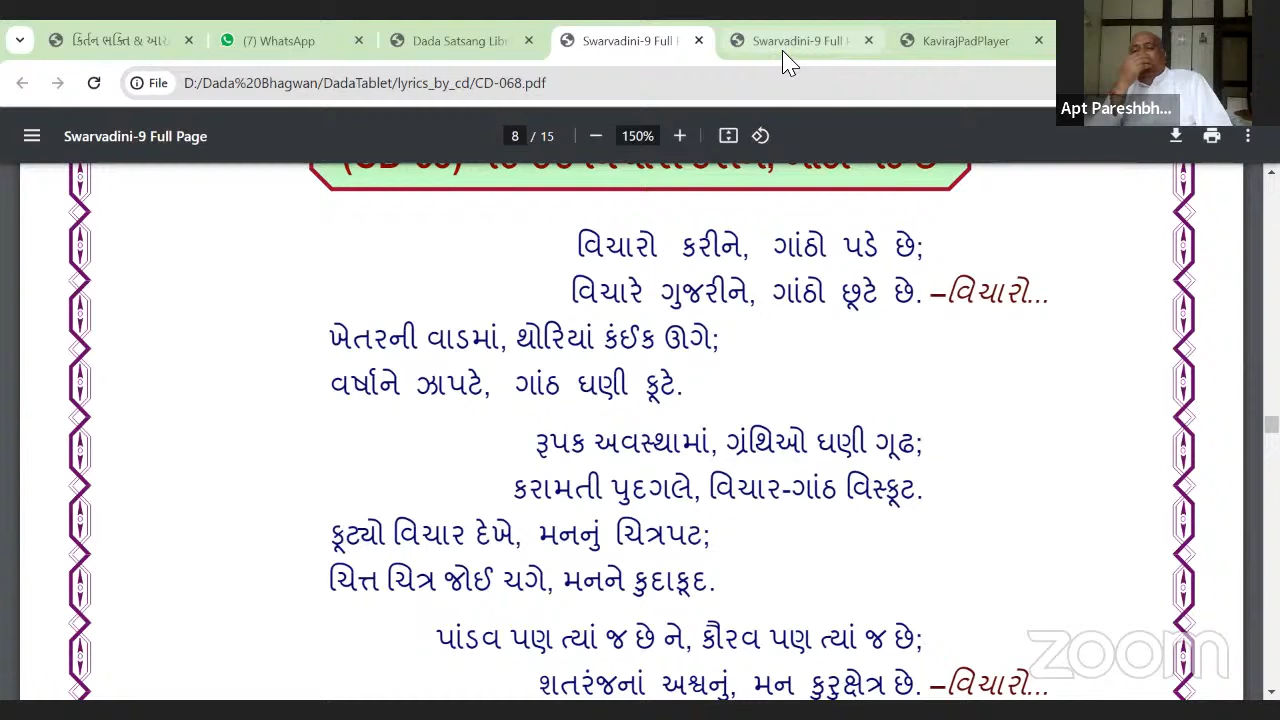 કિર્તન ભક્તિ & આર
(7) WhatsApp
Dada Satsang Libr
Swarvadini-9 Full P
Swarvadini-9 Full P
KavirajPadPlayer
File
D:/Dada%20Bhagwan/DadaTablet/lyrics_by_cd/CD-068.pdf
Apt Pareshbh...
Swarvadini-9 Full Page
8 / 15
150%
વિચારો કરીને, ગાંઠો પડે છે;
વિચારે ગુજરીને, ગાંઠો છૂટે છે. –વિચારો...
ખેતરની વાડમાં, થોરિયાં કંઈક ઊગે;
વર્ષાને ઝાપટે, ગાંઠ ઘણી ફૂટે.
રૂપક અવસ્થામાં, ગ્રંથિઓ ઘણી ગૂઢ;
કરામતી પુદગલે, વિચાર-ગાંઠ વિસ્ફૂટ.
ફૂટ્યો વિચાર દેખે, મનનું ચિત્રપટ;
ચિત્ત ચિત્ર જોઈ ચગે, મનને કુદાકૂદ.
પાંડવ પણ ત્યાં જ છે ને, કૌરવ પણ ત્યાં જ છે;
શતરંજનાં અશ્વનું, મન કુરુક્ષેત્ર છે. –વિચારો...
zoom